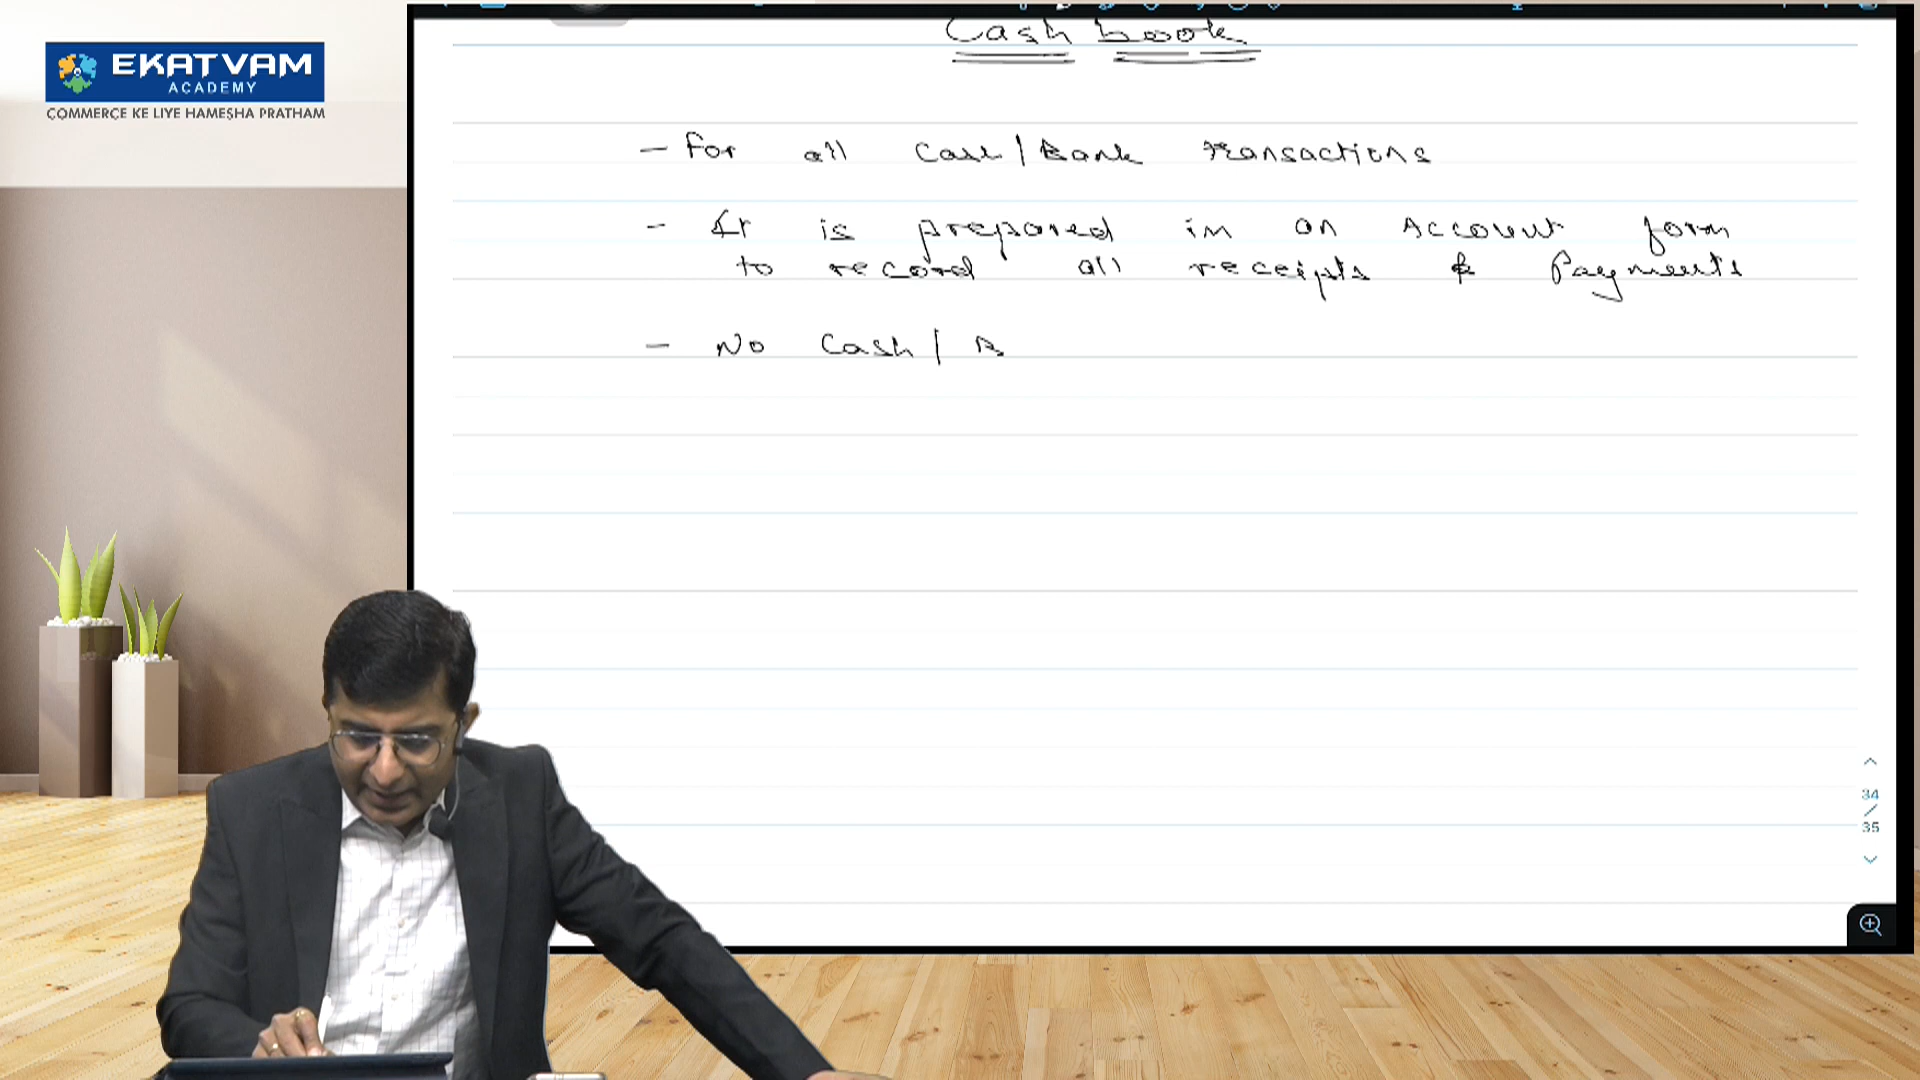 EKATVAM
ACADEMY
COMMERCE KE LIYE HAMESHA PRATHAM
Cash book
- For all Cash/Bank transactions
- It is prepared in an Account form
to record all receipts & Payments
- No Cash/ B
34
/
35